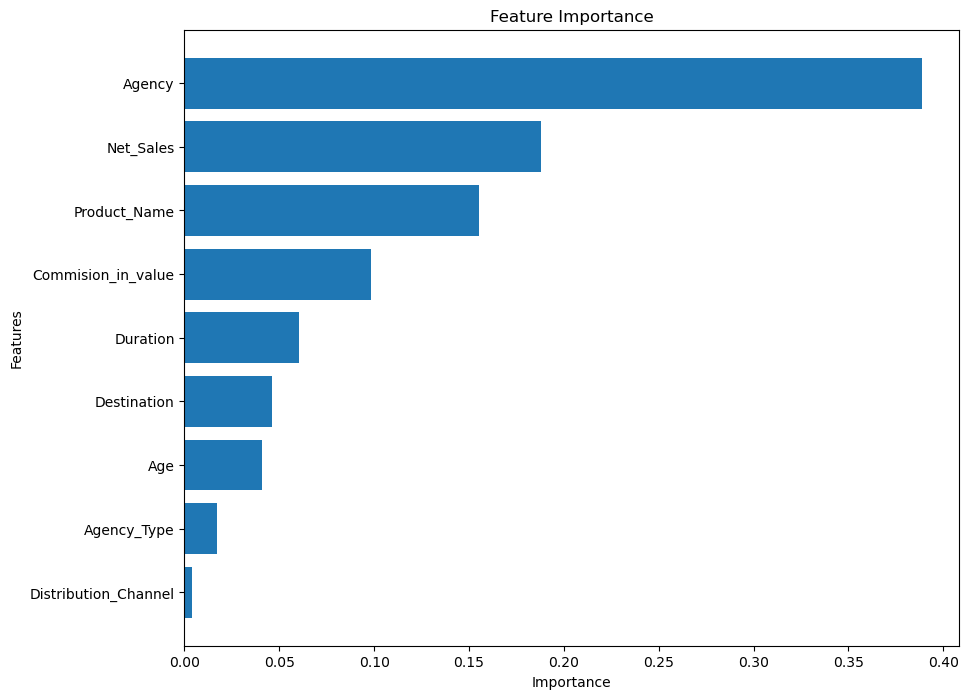 Feature Importance
Agency
Net_Sales
Product_Name
Commision_in_value
Duration
Destination
Age
Agency_Type
Distribution_Channel
Features
0.00 0.05 0.10 0.15 0.20 0.25 0.30 0.35 0.40
Importance